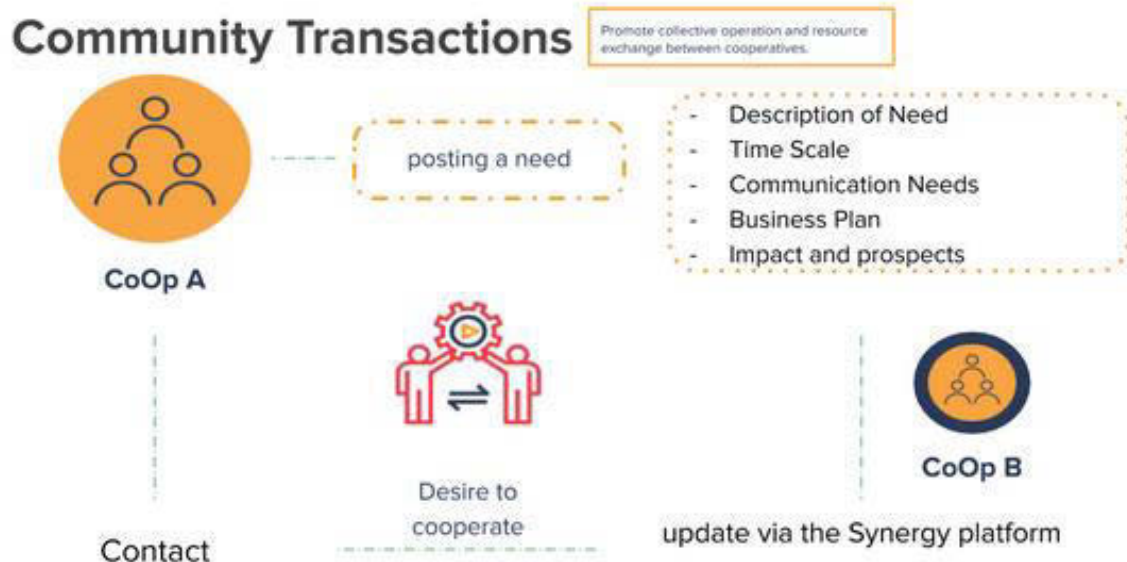 Community Transactions
Promote collective operation and resource
exchange between cooperatives.
posting a need
- Description of Need
- Time Scale
- Communication Needs
- Business Plan
- Impact and prospects
CoOp A
CoOp B
Desire to
cooperate
update via the Synergy platform
Contact